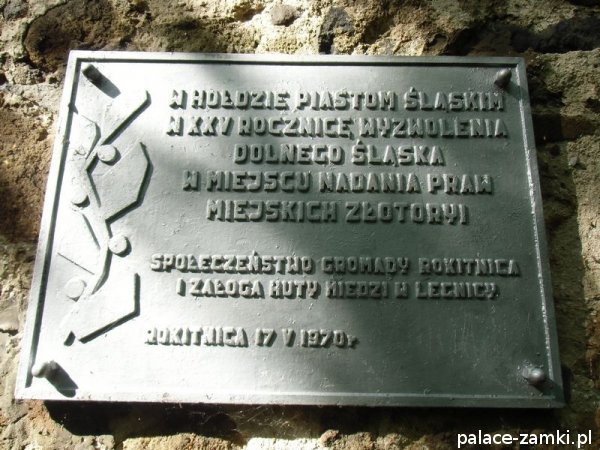 W HOŁDZIE PIASTOM ŚLĄSKIM
W XXV ROCZNICĘ WYZWOLENIA
DOLNEGO ŚLĄSKA
W MIEJSCU NADANIA PRAW
MIEJSKICH ZŁOTORYI
SPOŁECZEŃSTWO GROMADY ROKITNICA
I ZAŁOGA HUTY MIEDZI W LEGNICY
ROKITNICA 17 V 1970r
palace-zamki.pl